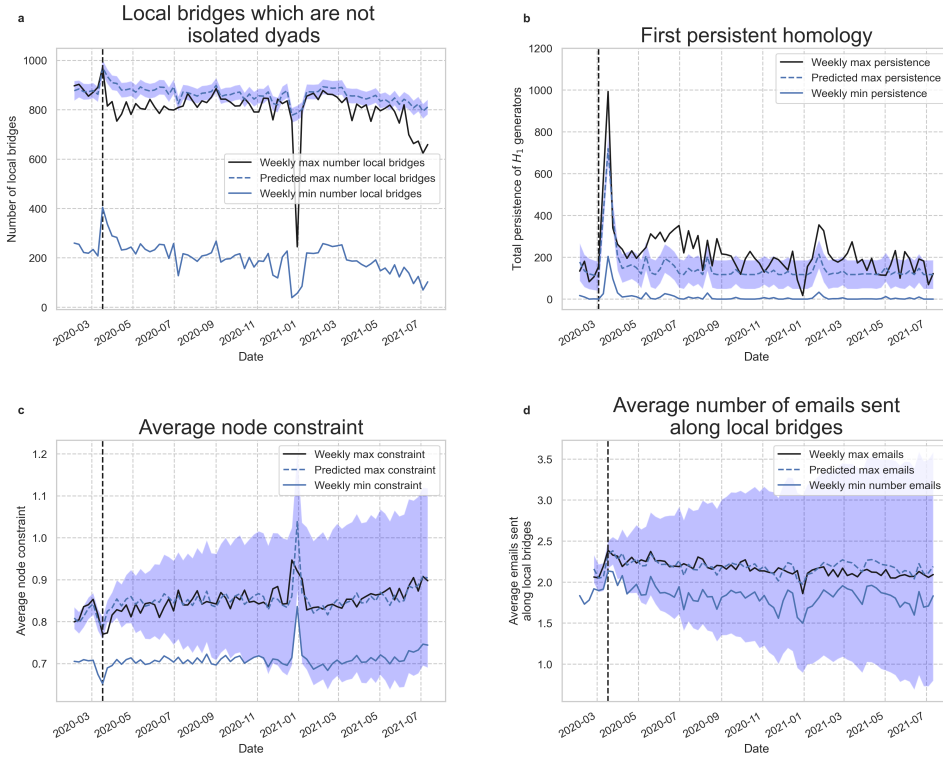 a
Local bridges which are not
isolated dyads
Number of local bridges
1000
800
600
400
200
0
Weekly max number local bridges
Predicted max number local bridges
Weekly min number local bridges
2020-03
2020-05
2020-07
2020-09
2020-11
2021-01
2021-03
2021-05
2021-07
Date
b
First persistent homology
Total persistence of H₁ generators
1200
1000
800
600
400
200
0
Weekly max persistence
Predicted max persistence
Weekly min persistence
2020-03
2020-05
2020-07
2020-09
2020-11
2021-01
2021-03
2021-05
2021-07
Date
c
Average node constraint
Average node constraint
1.2
1.1
1.0
0.9
0.8
0.7
Weekly max constraint
Predicted max constraint
Weekly min constraint
2020-03
2020-05
2020-07
2020-09
2020-11
2021-01
2021-03
2021-05
2021-07
Date
d
Average number of emails sent
along local bridges
Average emails sent
along local bridges
3.5
3.0
2.5
2.0
1.5
1.0
Weekly max emails
Predicted max emails
Weekly min number emails
2020-03
2020-05
2020-07
2020-09
2020-11
2021-01
2021-03
2021-05
2021-07
Date